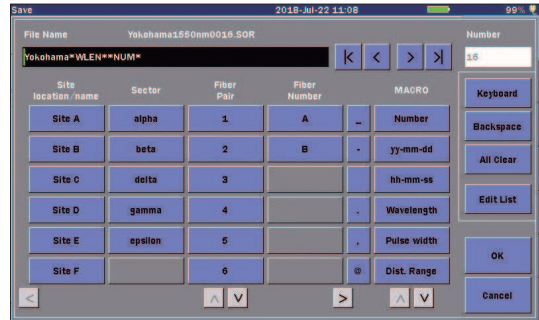 Save 2018-Jul-22 11:08 99%
File Name Yokohama1550nm0016.SOR Number
Yokohama*WLEN**NUM* |< < > >| 16
Site location/name Sector Fiber Pair Fiber Number MACRO Keyboard
Site A alpha 1 A _ Number Backspace
Site B beta 2 B - yy-mm-dd All Clear
Site C delta 3 hh-mm-ss
Site D gamma 4 . Wavelength Edit List
Site E epsilon 5 , Pulse width OK
Site F 6 @ Dist. Range
< ∧ ∨ > ∧ ∨ Cancel